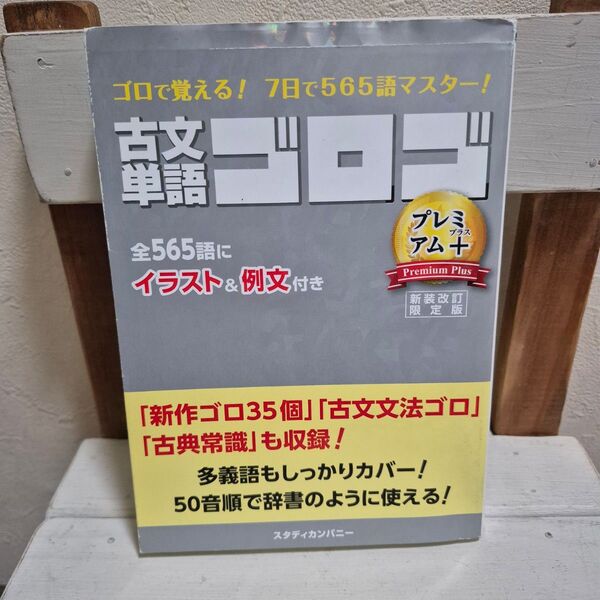 ゴロで覚える! 7日で565語マスター!
古文
単語
ゴロゴ
プレミ
アム+
プラス
Premium Plus
全565語に
イラスト&例文付き
新装改訂
限定版
「新作ゴロ35個」「古文文法ゴロ」
「古典常識」も収録!
多義語もしっかりカバー!
50音順で辞書のように使える!
スタディカンパニー